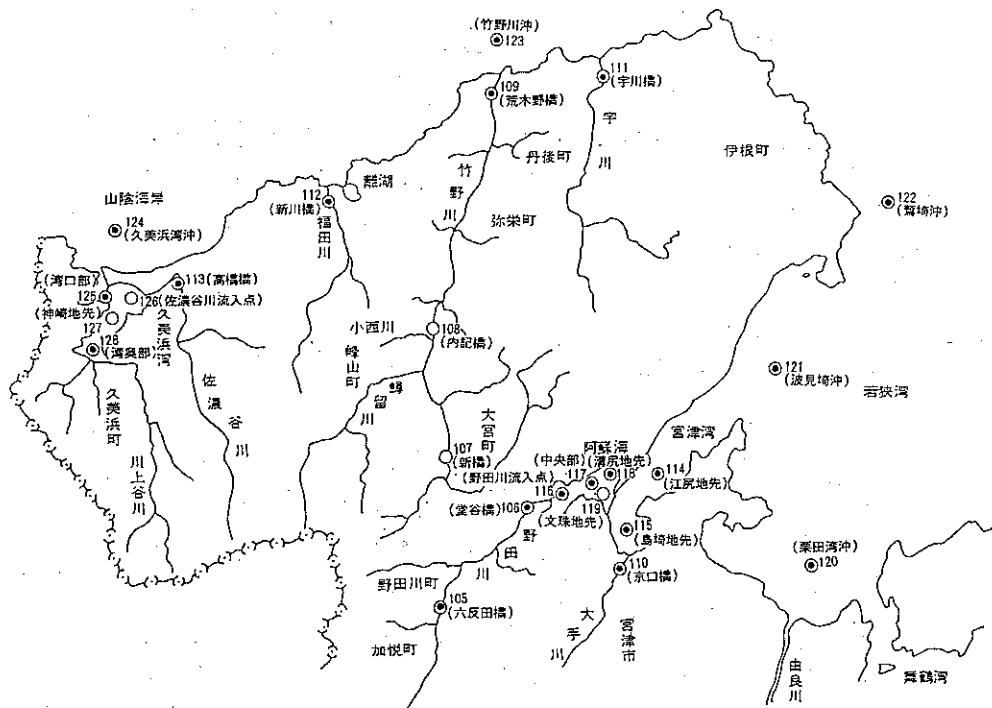 (竹野川沖)
123
111
(宇川橋)
109
(荒木野橋)
宇川
丹後町
伊根町
竹野川
離湖
山陰海岸
112
(新川橋)
122
(鷲埼沖)
124
(久美浜湾沖)
福田川
弥栄町
(湾口部)
113(高橋橋)
125
126(佐濃谷川流入点)
(神崎地先)
127
久美浜湾
小西川
108
(内記橋)
128
(湾奥部)
峰山町
121
(波見埼沖)
若狭湾
鱒留川
久美浜町
佐濃谷川
大宮町
宮津湾
川上谷川
107
(新橋)
阿蘇海
(中央部)
(溝尻地先)
114
(江尻地先)
(野田川流入点)
117
118
116
119
(堂谷橋)
106
(文珠地先)
115
(島埼地先)
野田川
(栗田湾沖)
120
野田川町
110
(京口橋)
105
(六反田橋)
大手川
宮津市
加悦町
由良川
舞鶴湾